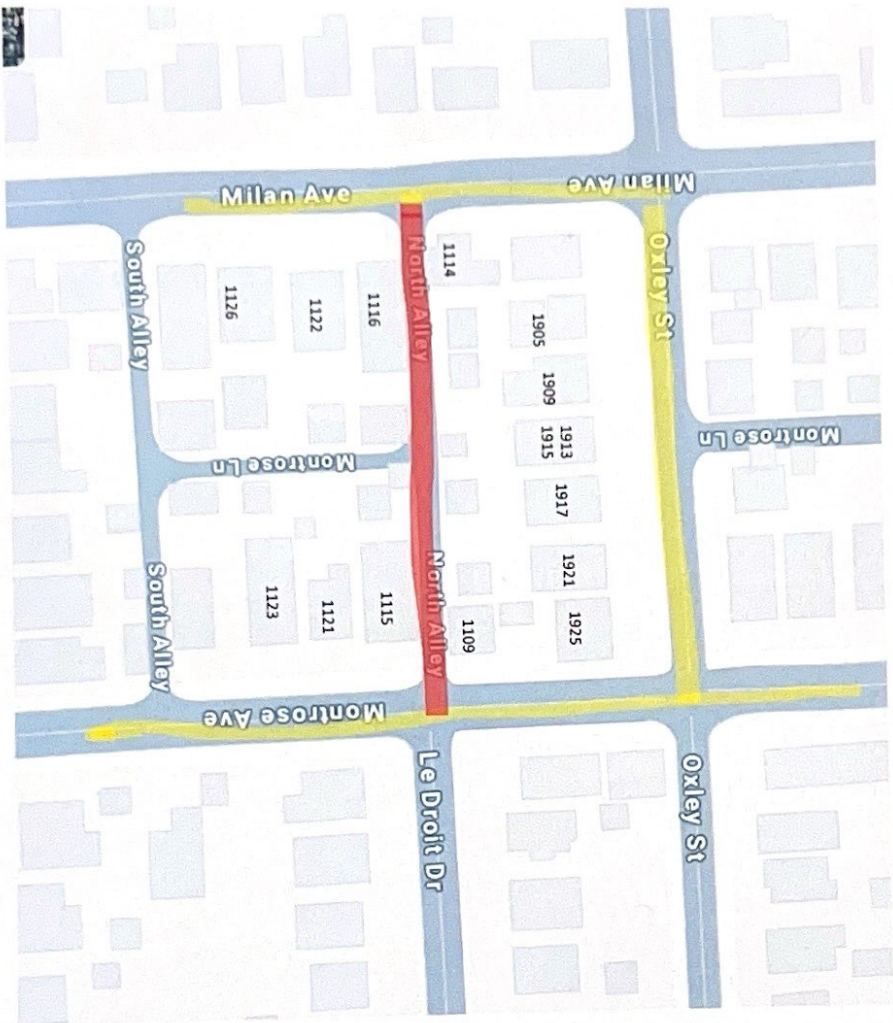 Milan Ave
Milan Ave
South Alley
North Alley
1114
Oxley St
1126
1122
1116
1905
1909
1913
1915
Montrose Ln
Montrose Ln
1917
South Alley
North Alley
1921
1123
1121
1115
1109
1925
Montrose Ave
Le Droit Dr
Oxley St